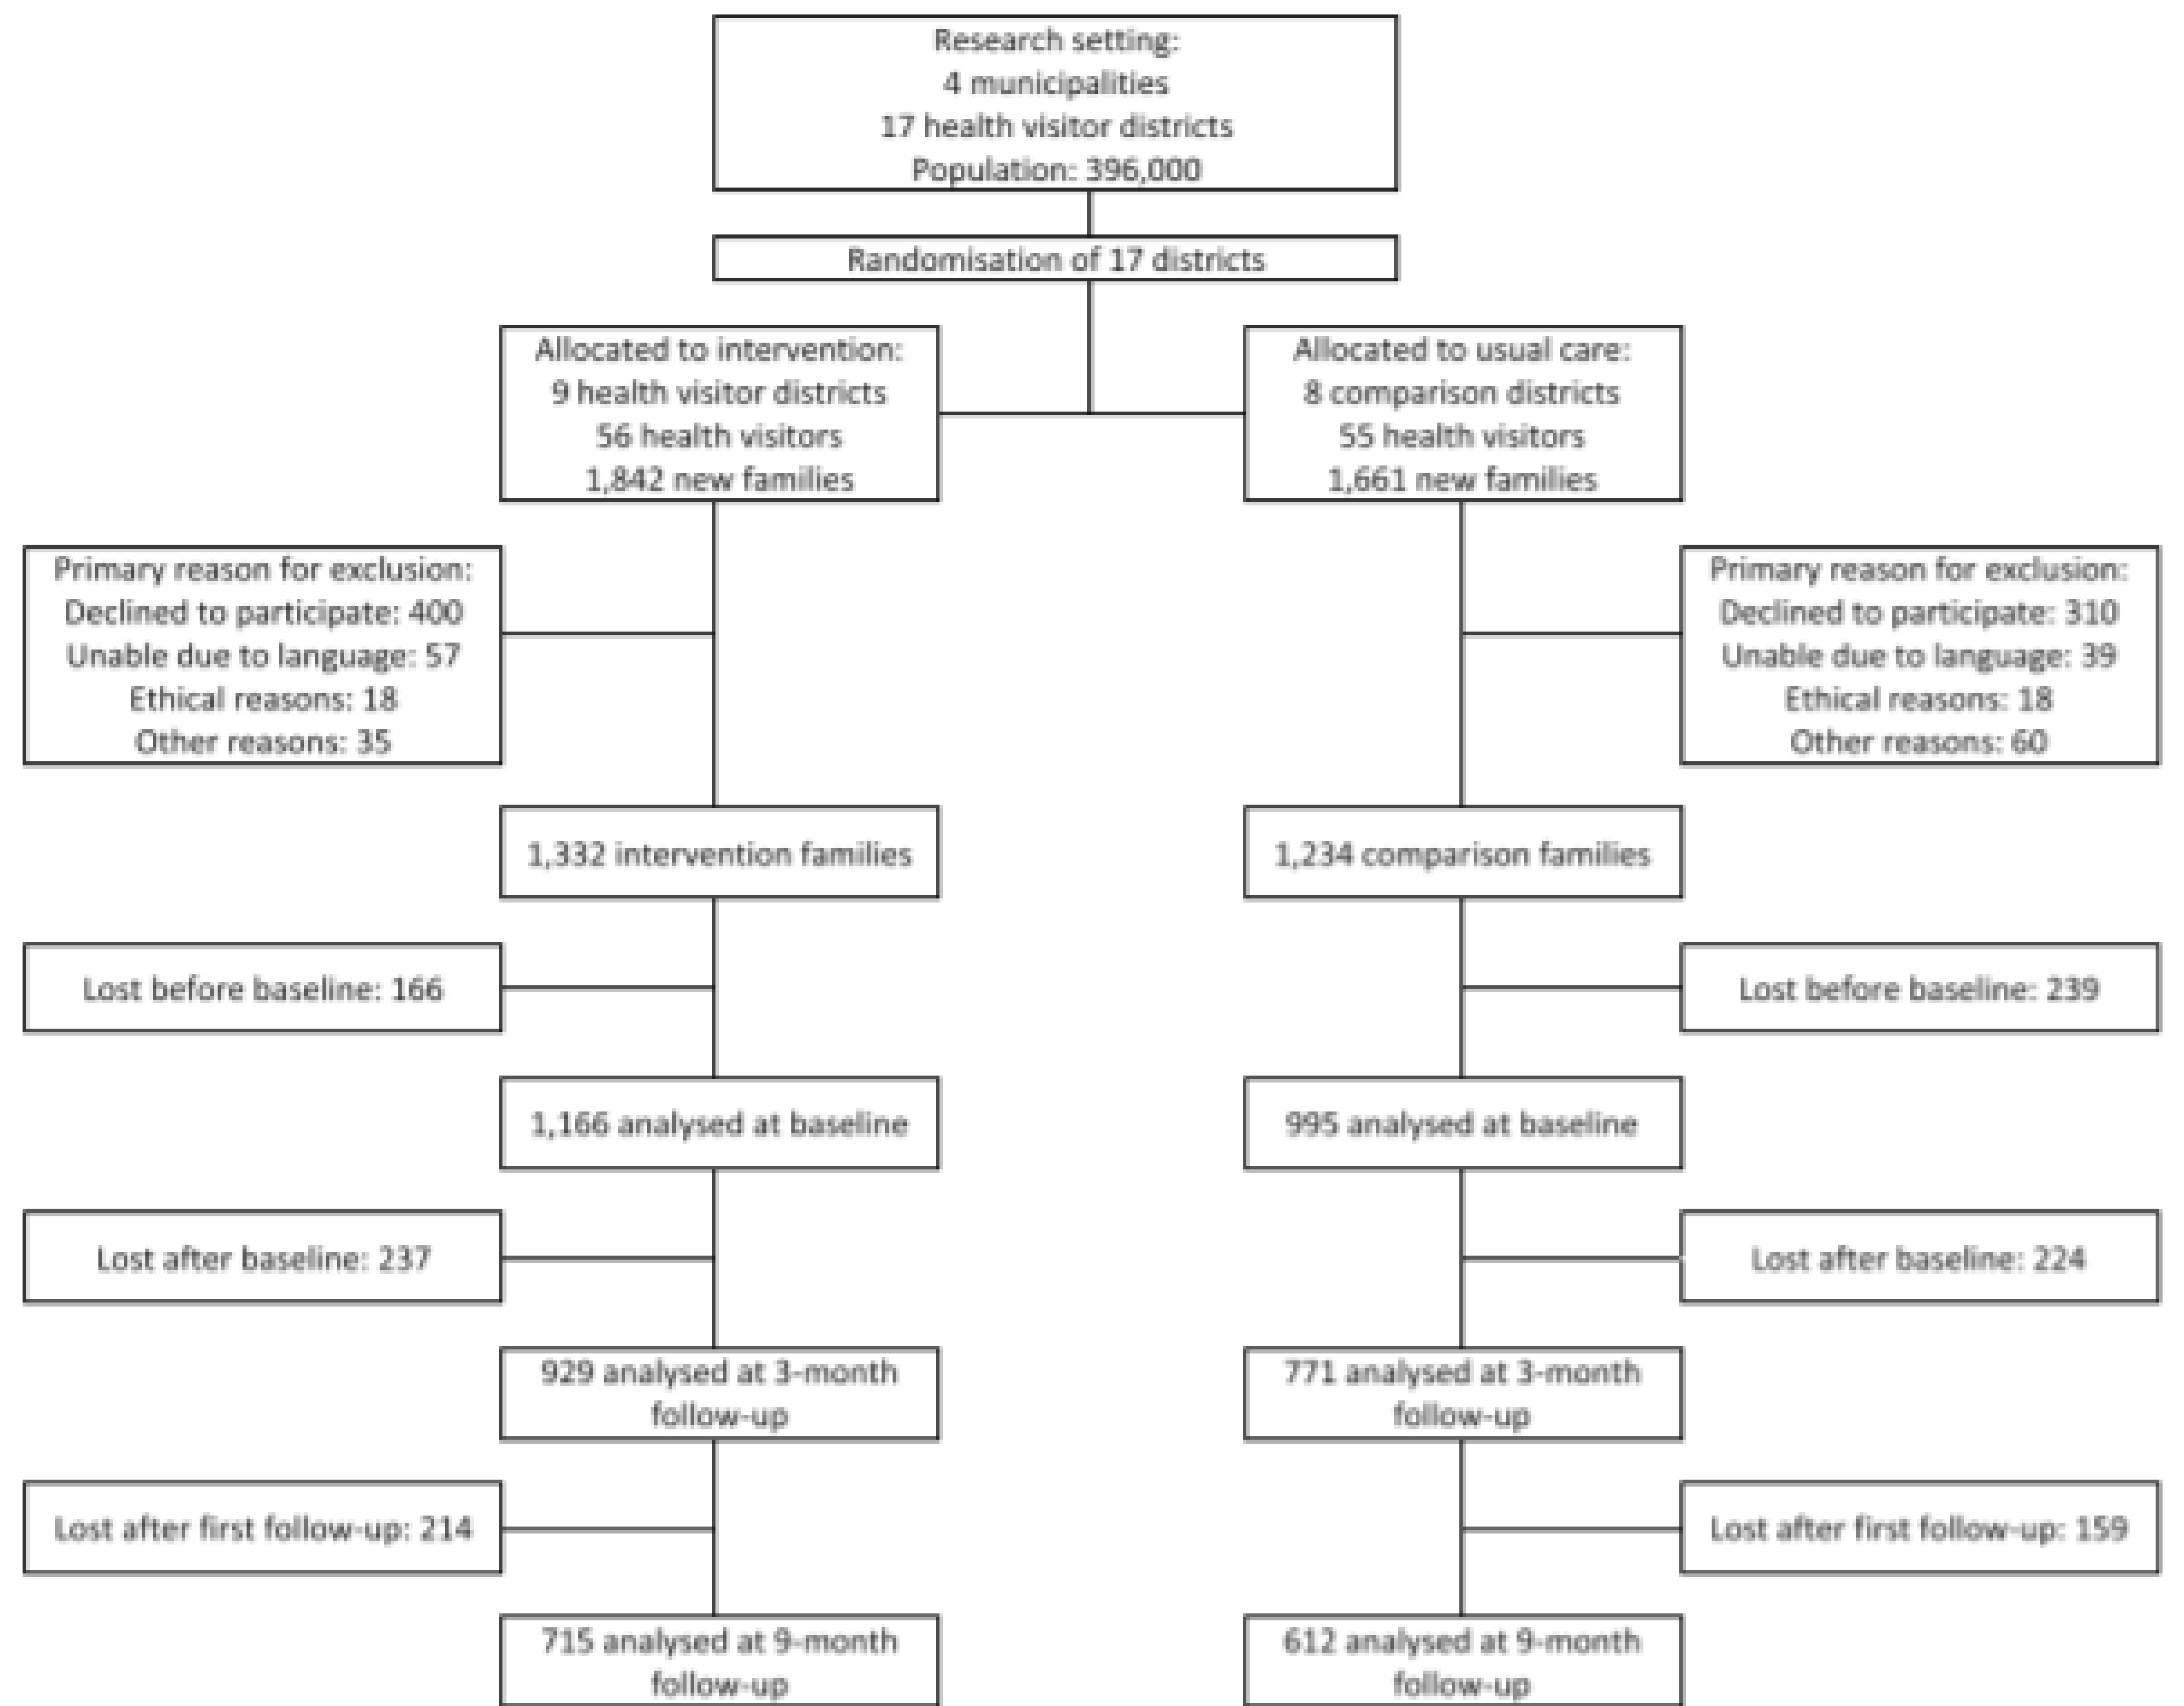 Research setting:
4 municipalities
17 health visitor districts
Population: 396,000
Randomisation of 17 districts
Allocated to intervention:
9 health visitor districts
56 health visitors
1,842 new families
Allocated to usual care:
8 comparison districts
55 health visitors
1,661 new families
Primary reason for exclusion:
Declined to participate: 400
Unable due to language: 57
Ethical reasons: 18
Other reasons: 35
Primary reason for exclusion:
Declined to participate: 310
Unable due to language: 39
Ethical reasons: 18
Other reasons: 60
1,332 intervention families
1,234 comparison families
Lost before baseline: 166
Lost before baseline: 239
1,166 analysed at baseline
995 analysed at baseline
Lost after baseline: 237
Lost after baseline: 224
929 analysed at 3-month
follow-up
771 analysed at 3-month
follow-up
Lost after first follow-up: 214
Lost after first follow-up: 159
715 analysed at 9-month
follow-up
612 analysed at 9-month
follow-up